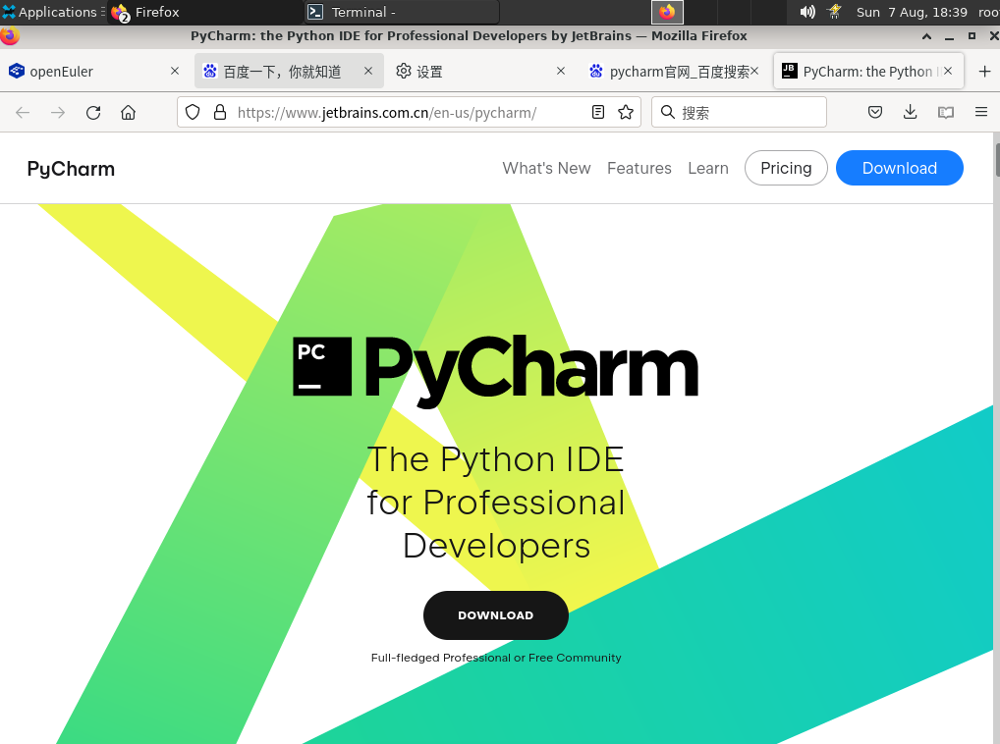 Applications
2
Firefox
Terminal -
Sun 7 Aug, 18:39
roo
PyCharm: the Python IDE for Professional Developers by JetBrains — Mozilla Firefox
openEuler
百度一下，你就知道
设置
pycharm官网_百度搜索
JB
PyCharm: the Python I
https://www.jetbrains.com.cn/en-us/pycharm/
搜索
PyCharm
What's New
Features
Learn
Pricing
Download
PC
PyCharm
The Python IDE
for Professional
Developers
DOWNLOAD
Full-fledged Professional or Free Community